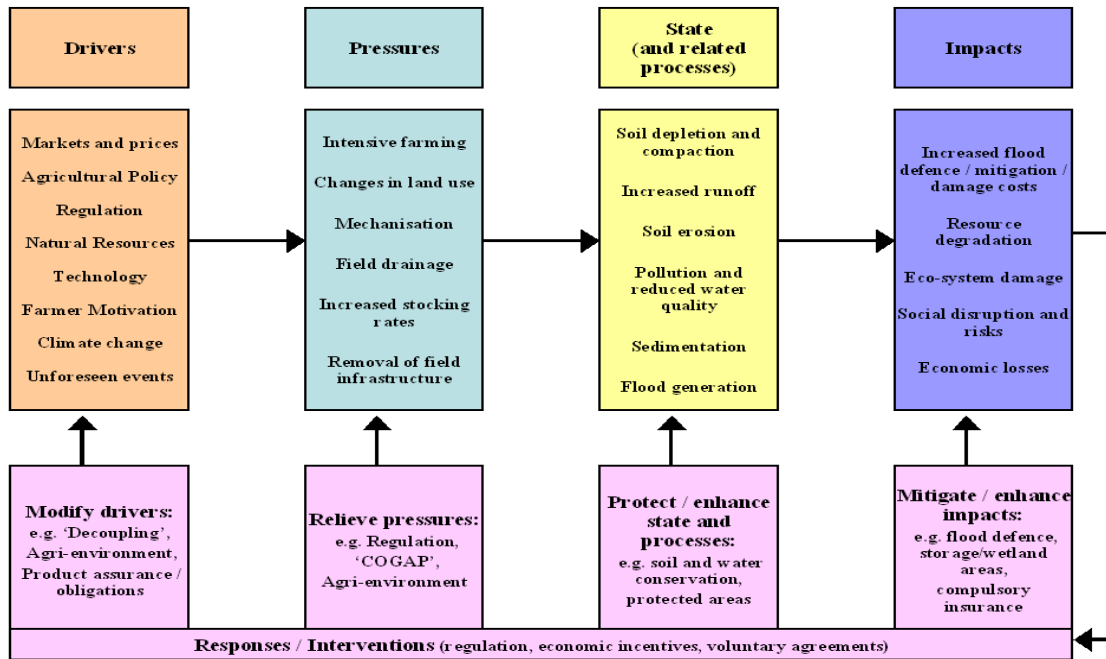 Drivers
Pressures
State
(and related
processes)
Impacts
Markets and prices
Agricultural Policy
Regulation
Natural Resources
Technology
Farmer Motivation
Climate change
Unforeseen events
Intensive farming
Changes in land use
Mechanisation
Field drainage
Increased stocking
rates
Removal of field
infrastructure
Soil depletion and
compaction
Increased runoff
Soil erosion
Pollution and
reduced water
quality
Sedimentation
Flood generation
Increased flood
defence / mitigation /
damage costs
Resource
degradation
Eco-system damage
Social disruption and
risks
Economic losses
Modify drivers:
e.g. ‘Decoupling’,
Agri-environment,
Product assurance /
obligations
Relieve pressures:
e.g. Regulation,
‘COGAP’,
Agri-environment
Protect / enhance
state and
processes:
e.g. soil and water
conservation,
protected areas
Mitigate / enhance
impacts:
e.g. flood defence,
storage/wetland
areas,
compulsory
insurance
Responses / Interventions (regulation, economic incentives, voluntary agreements)